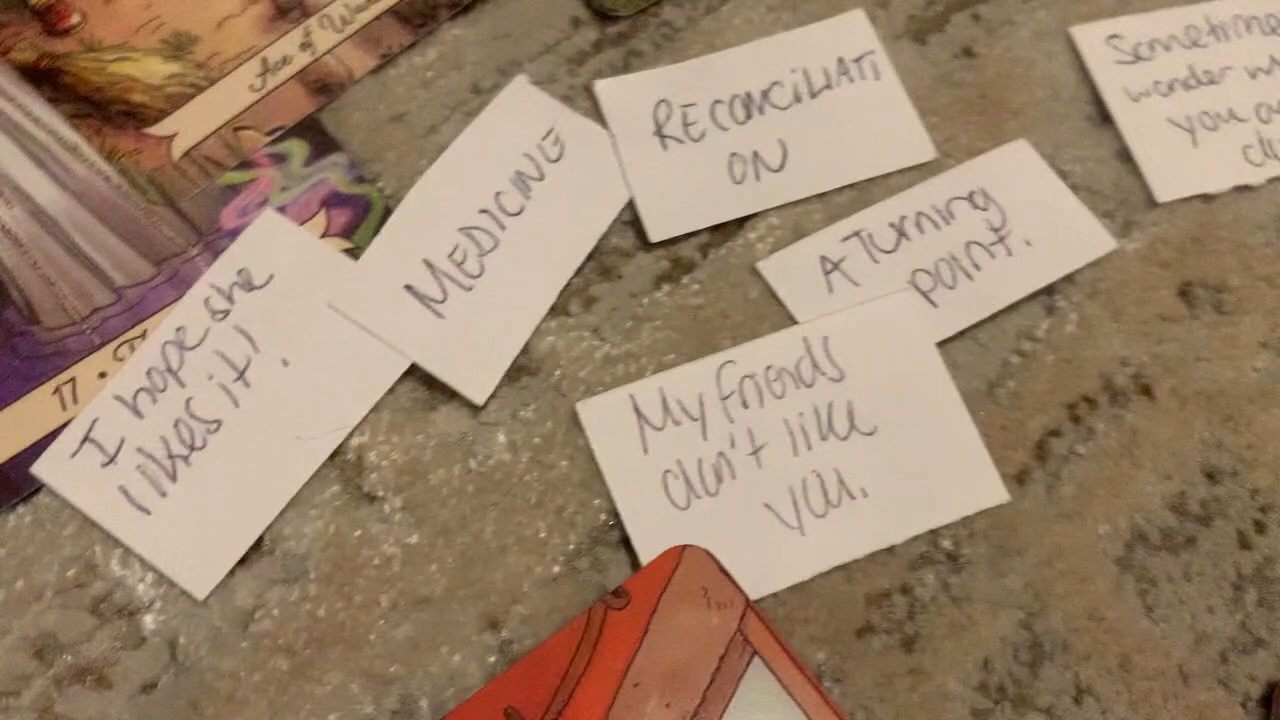 Ace of
17 .
I hope she
likes it!.
MEDICINE
RECONCILIATI
ON
A Turning
point.
My friends
don't like
you.
Sometime
wonder
you